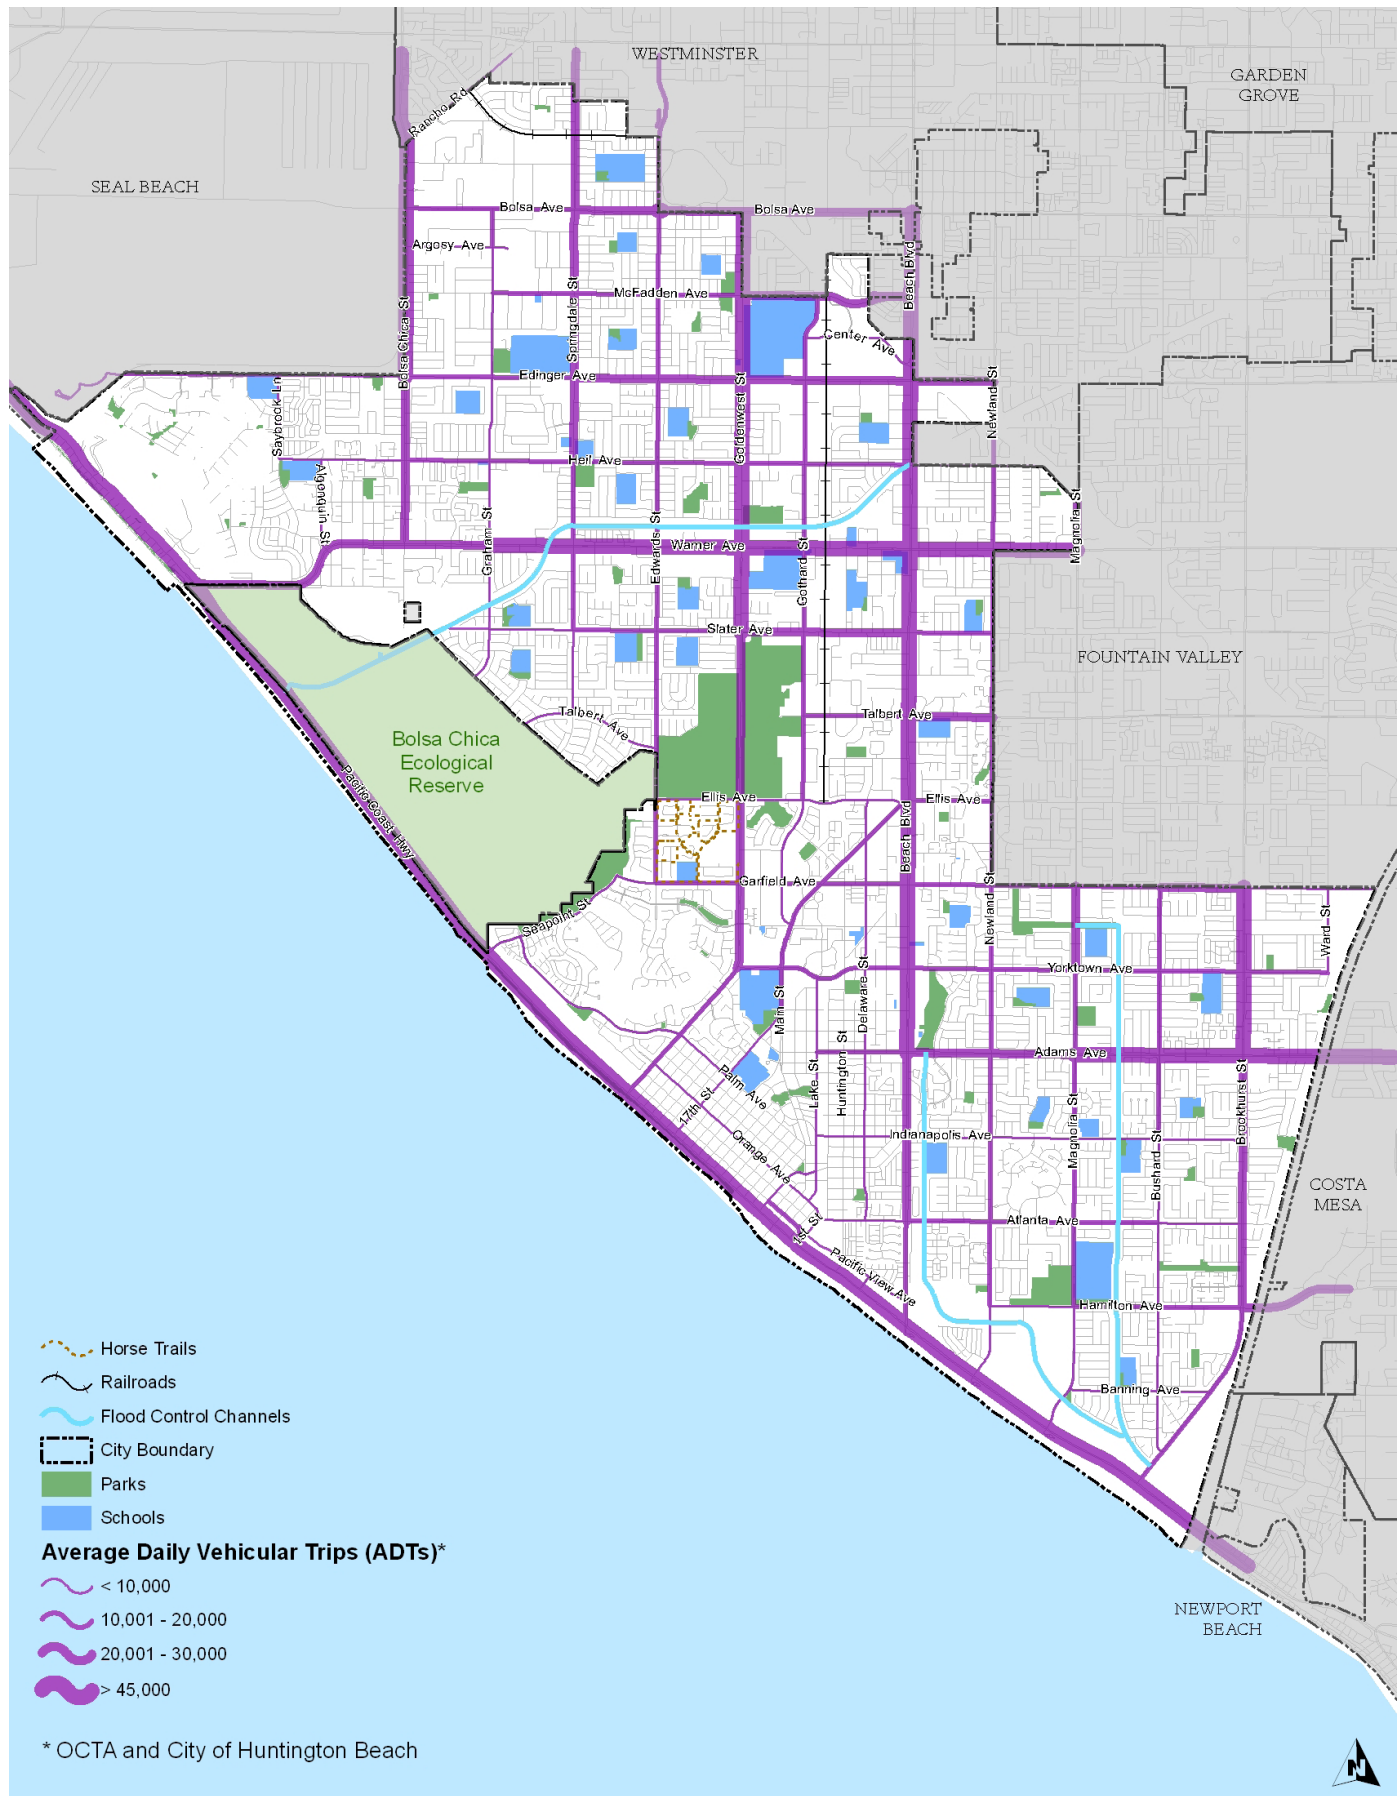 WESTMINSTER
GARDEN
GROVE
Rancho Rd
SEAL BEACH
Bolsa Ave
Bolsa Ave
Argosy Ave
Beach Blvd
McFadden Ave
Springdale St
Bolsa Chica St
Center Ave
Edinger Ave
Saybrook Ln
Goldenwest St
Newland St
Heil Ave
Algonquin St
Magnolia St
Graham St
Edwards St
Warner Ave
Gothard St
Slater Ave
FOUNTAIN VALLEY
Talbert Ave
Talbert Ave
Bolsa Chica
Ecological
Reserve
Pacific Coast Hwy
Ellis Ave
Ellis Ave
Beach Blvd
Garfield Ave
Seapoint St
Newland St
Ward St
Yorktown Ave
Main St
Delaware St
Huntington St
Lake St
Adams Ave
Palm Ave
17th St
Orange Ave
Indianapolis Ave
Magnolia St
Bushard St
Brookhurst St
COSTA
MESA
1st St
Atlanta Ave
Pacific View Ave
Hamilton Ave
Banning Ave
Horse Trails
Railroads
Flood Control Channels
City Boundary
Parks
Schools
Average Daily Vehicular Trips (ADTs)*
< 10,000
10,001 - 20,000
20,001 - 30,000
> 45,000
NEWPORT
BEACH
* OCTA and City of Huntington Beach
N